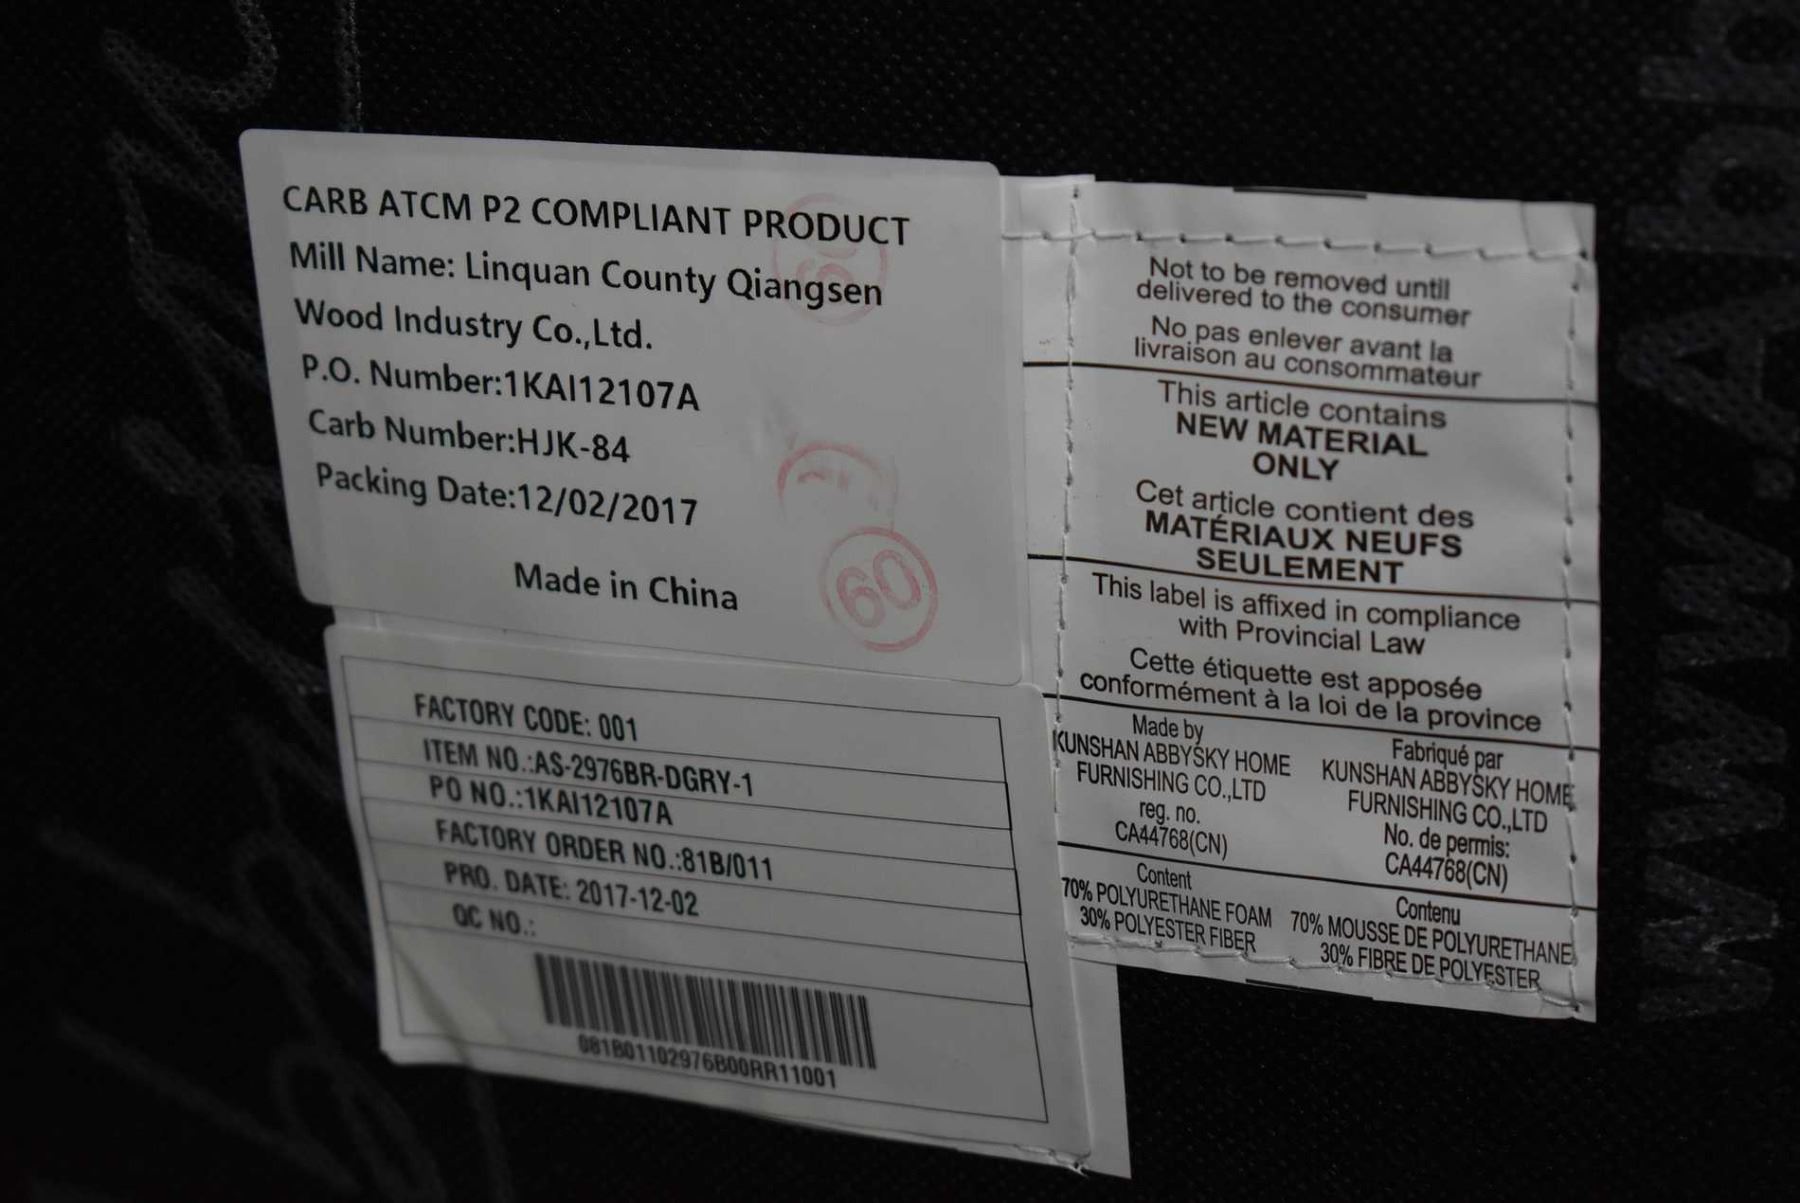 CARB ATCM P2 COMPLIANT PRODUCT
Mill Name: Linquan County Qiangsen
Wood Industry Co.,Ltd.
P.O. Number:1KAI12107A
Carb Number:HJK-84
Packing Date:12/02/2017
Made in China
60
FACTORY CODE: 001
ITEM NO.:AS-2976BR-DGRY-1
PO NO.:1KAI12107A
FACTORY ORDER NO.:81B/011
PRO. DATE: 2017-12-02
QC NO.:
081B01102976B00RR11001
Not to be removed until
delivered to the consumer
No pas enlever avant la
livraison au consommateur
This article contains
NEW MATERIAL
ONLY
Cet article contient des
MATÉRIAUX NEUFS
SEULEMENT
This label is affixed in compliance
with Provincial Law
Cette étiquette est apposée
conformément à la loi de la province
Made by
KUNSHAN ABBYSKY HOME
FURNISHING CO.,LTD
reg. no.
CA44768(CN)
Fabriqué par
KUNSHAN ABBYSKY HOME
FURNISHING CO.,LTD
No. de permis:
CA44768(CN)
Content
70% POLYURETHANE FOAM
30% POLYESTER FIBER
Contenu
70% MOUSSE DE POLYURETHANE
30% FIBRE DE POLYESTER